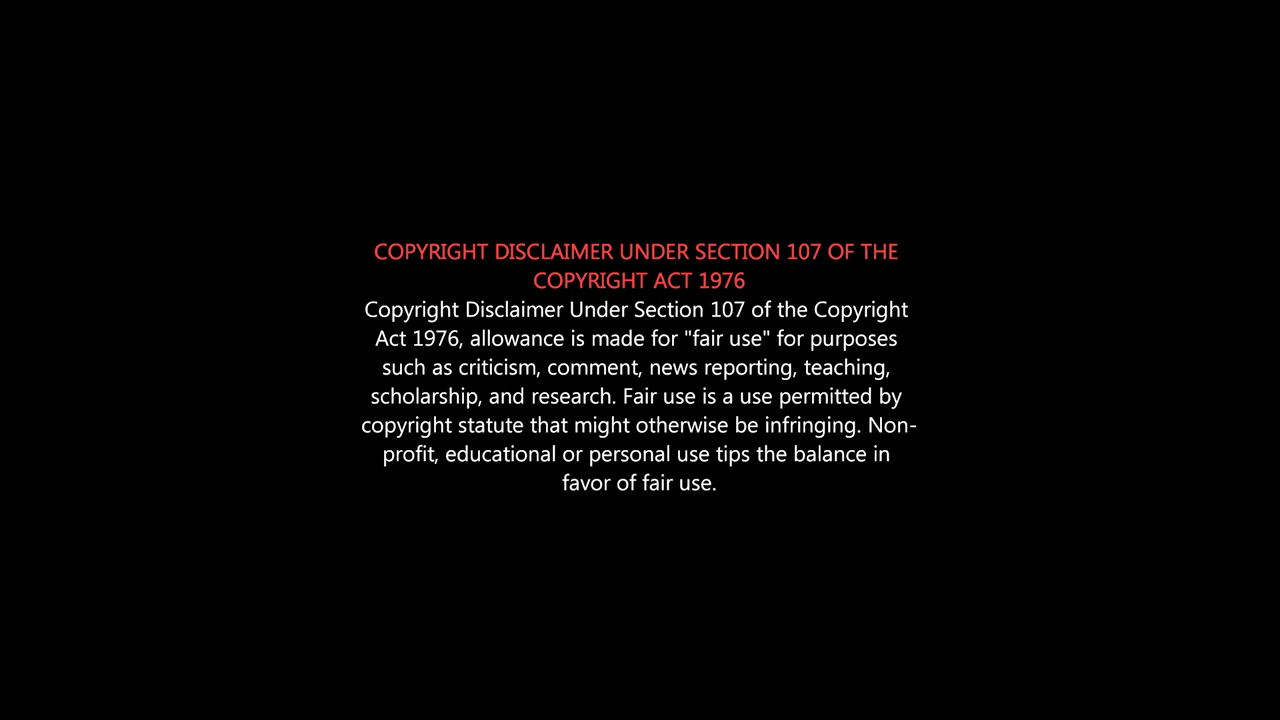 COPYRIGHT DISCLAIMER UNDER SECTION 107 OF THE
COPYRIGHT ACT 1976
Copyright Disclaimer Under Section 107 of the Copyright
Act 1976, allowance is made for "fair use" for purposes
such as criticism, comment, news reporting, teaching,
scholarship, and research. Fair use is a use permitted by
copyright statute that might otherwise be infringing. Non-
profit, educational or personal use tips the balance in
favor of fair use.